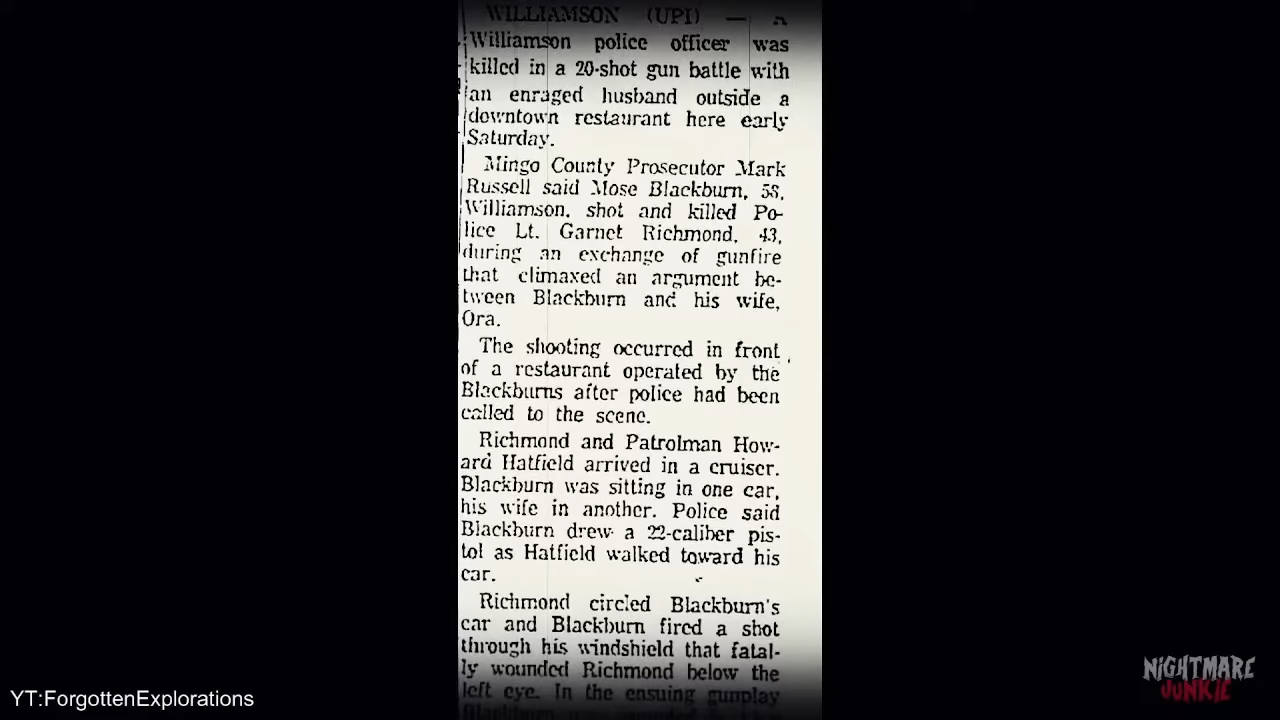 WILLIAMSON (UPI) — A
Williamson police officer was
killed in a 20-shot gun battle with
an enraged husband outside a
downtown restaurant here early
Saturday.
Mingo County Prosecutor Mark
Russell said Mose Blackburn, 58,
Williamson, shot and killed Po-
lice Lt. Garnet Richmond, 43,
during an exchange of gunfire
that climaxed an argument be-
tween Blackburn and his wife,
Ora.
The shooting occurred in front
of a restaurant operated by the
Blackburns after police had been
called to the scene.
Richmond and Patrolman How-
ard Hatfield arrived in a cruiser.
Blackburn was sitting in one car,
his wife in another. Police said
Blackburn drew a 22-caliber pis-
tol as Hatfield walked toward his
car.
Richmond circled Blackburn's
car and Blackburn fired a shot
through his windshield that fatal-
ly wounded Richmond below the
left eye. In the ensuing gunplay
Blackburn
YT:ForgottenExplorations
NIGHTMARE
JUNKIE